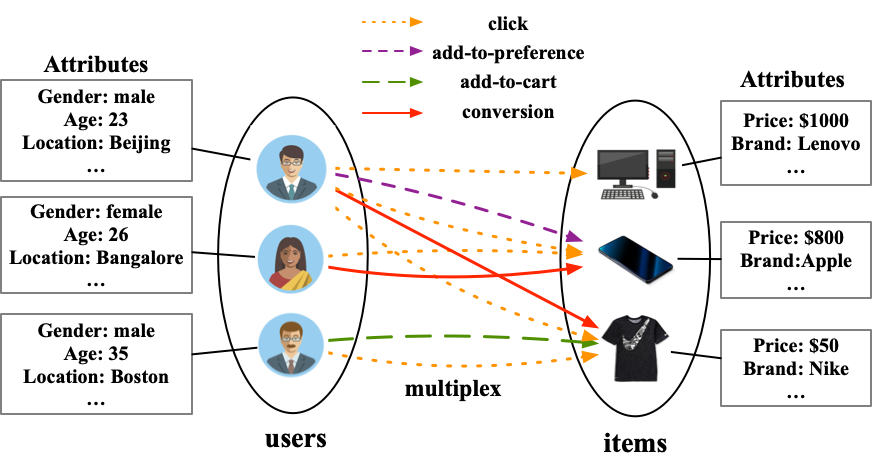 click
add-to-preference
add-to-cart
conversion
Attributes
Gender: male
Age: 23
Location: Beijing
...
Gender: female
Age: 26
Location: Bangalore
...
Gender: male
Age: 35
Location: Boston
...
users
multiplex
items
Attributes
Price: $1000
Brand: Lenovo
...
Price: $800
Brand:Apple
...
Price: $50
Brand: Nike
...